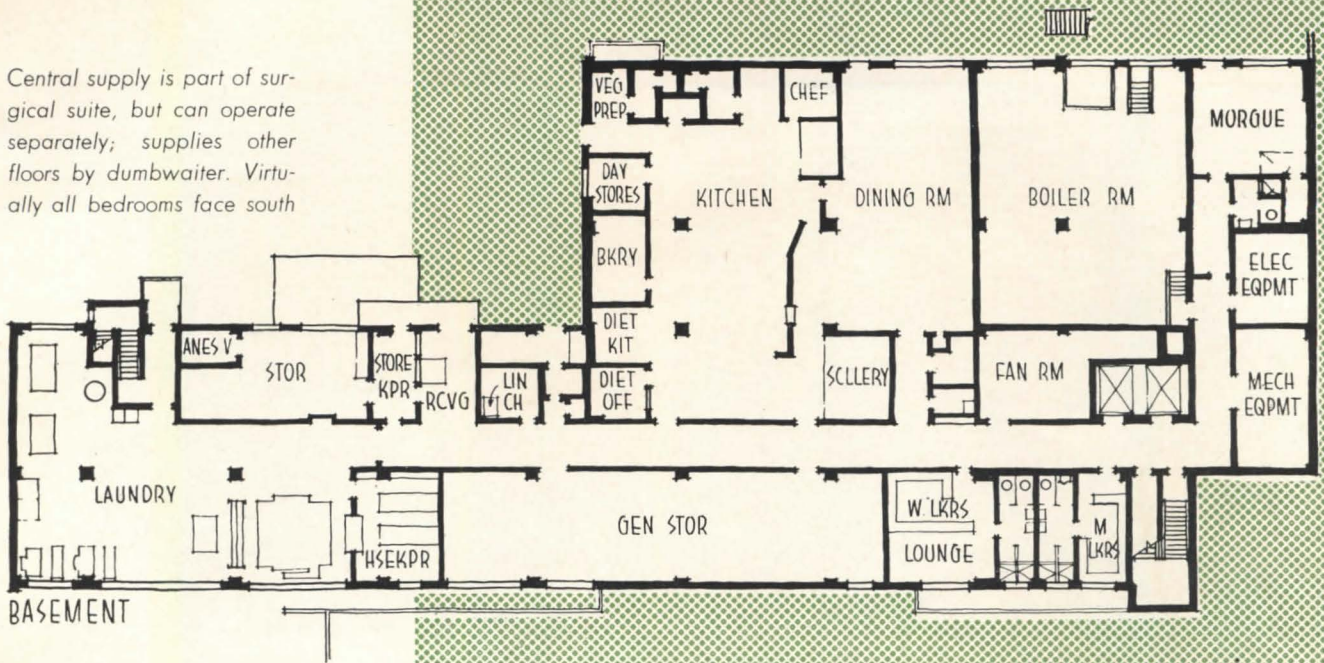 Central supply is part of sur-
gical suite, but can operate
separately; supplies other
floors by dumbwaiter. Virtu-
ally all bedrooms face south
VEG
PREP
CHEF
MORGUE
DAY
STORES
KITCHEN
DINING RM
BOILER RM
BKRY
ELEC
EQPMT
DIET
KIT
ANES V
STOR
STORE
KPR
RCVG
LIN
CH
DIET
OFF
SCLLERY
FAN RM
MECH
EQPMT
LAUNDRY
HSEKPR
GEN STOR
W. LKRS
LOUNGE
M
LKRS
BASEMENT